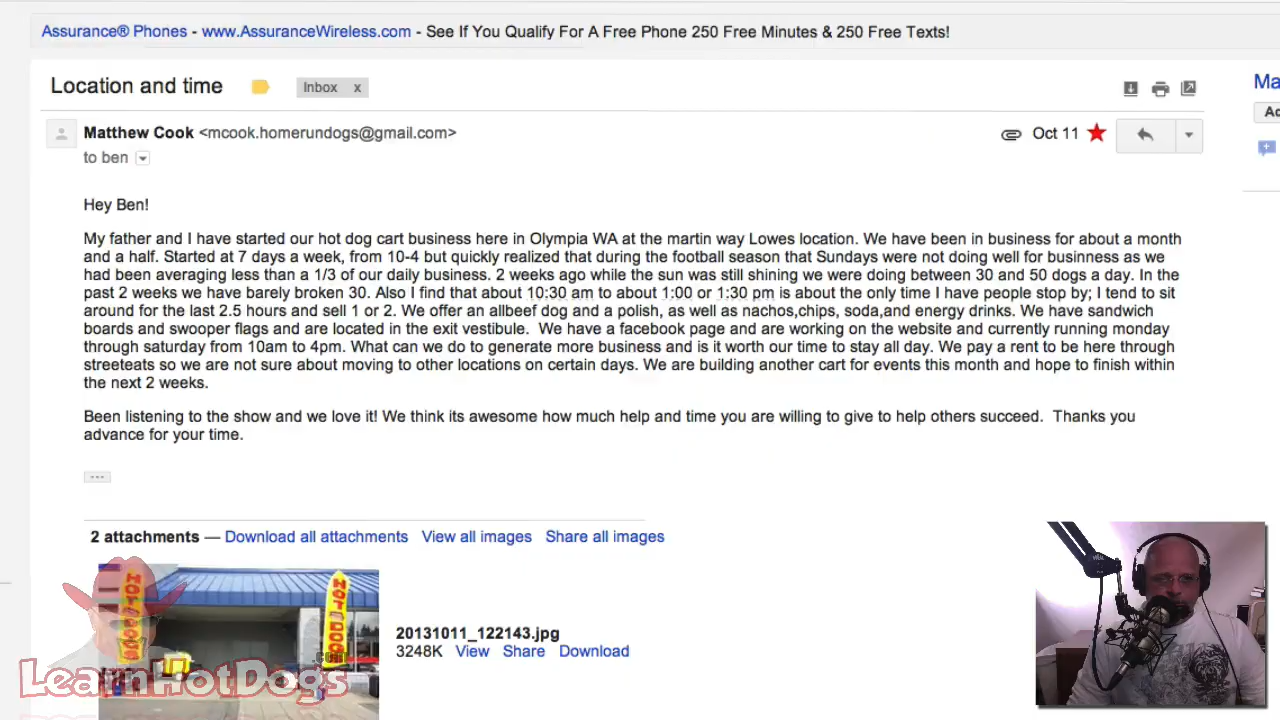 Assurance® Phones - www.AssuranceWireless.com - See If You Qualify For A Free Phone 250 Free Minutes & 250 Free Texts!
Location and time
Inbox x
Matthew Cook <mcook.homerundogs@gmail.com>
Oct 11
to ben
Hey Ben!
My father and I have started our hot dog cart business here in Olympia WA at the martin way Lowes location. We have been in business for about a month
and a half. Started at 7 days a week, from 10-4 but quickly realized that during the football season that Sundays were not doing well for businness as we
had been averaging less than a 1/3 of our daily business. 2 weeks ago while the sun was still shining we were doing between 30 and 50 dogs a day. In the
past 2 weeks we have barely broken 30. Also I find that about 10:30 am to about 1:00 or 1:30 pm is about the only time I have people stop by; I tend to sit
around for the last 2.5 hours and sell 1 or 2. We offer an allbeef dog and a polish, as well as nachos,chips, soda,and energy drinks. We have sandwich
boards and swooper flags and are located in the exit vestibule.  We have a facebook page and are working on the website and currently running monday
through saturday from 10am to 4pm. What can we do to generate more business and is it worth our time to stay all day. We pay a rent to be here through
streeteats so we are not sure about moving to other locations on certain days. We are building another cart for events this month and hope to finish within
the next 2 weeks.
Been listening to the show and we love it! We think its awesome how much help and time you are willing to give to help others succeed.  Thanks you
advance for your time.
2 attachments — Download all attachments View all images Share all images
HOT DOGS
HOT DOGS
20131011_122143.jpg
3248K View Share Download
.com
LearnHotDogs